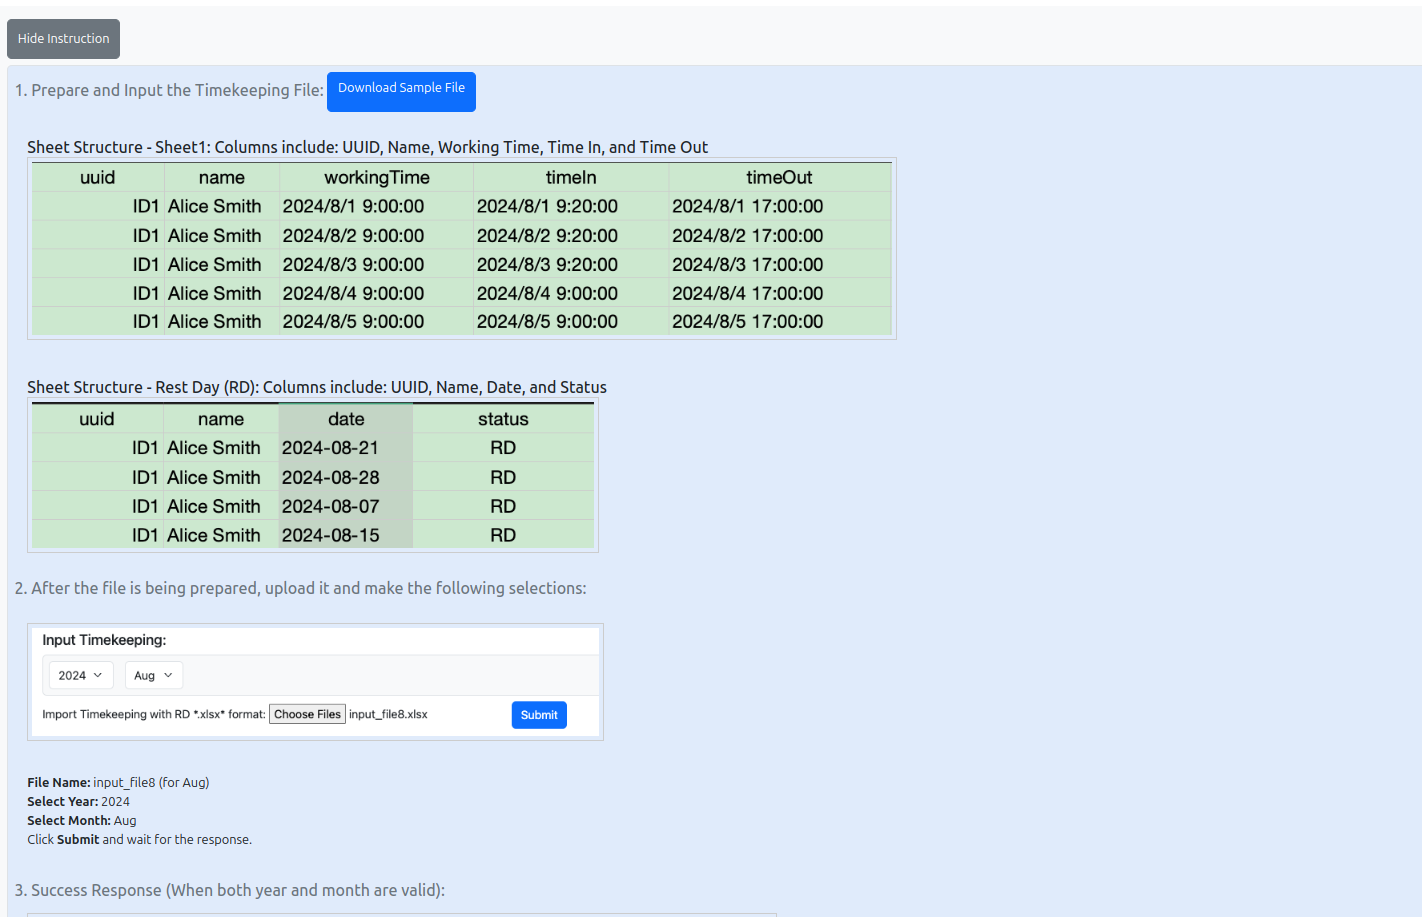 Hide Instruction
1. Prepare and Input the Timekeeping File: Download Sample File
Sheet Structure - Sheet1: Columns include: UUID, Name, Working Time, Time In, and Time Out
uuid name workingTime timeIn timeOut
ID1 Alice Smith 2024/8/1 9:00:00 2024/8/1 9:20:00 2024/8/1 17:00:00
ID1 Alice Smith 2024/8/2 9:00:00 2024/8/2 9:20:00 2024/8/2 17:00:00
ID1 Alice Smith 2024/8/3 9:00:00 2024/8/3 9:20:00 2024/8/3 17:00:00
ID1 Alice Smith 2024/8/4 9:00:00 2024/8/4 9:00:00 2024/8/4 17:00:00
ID1 Alice Smith 2024/8/5 9:00:00 2024/8/5 9:00:00 2024/8/5 17:00:00
Sheet Structure - Rest Day (RD): Columns include: UUID, Name, Date, and Status
uuid name date status
ID1 Alice Smith 2024-08-21 RD
ID1 Alice Smith 2024-08-28 RD
ID1 Alice Smith 2024-08-07 RD
ID1 Alice Smith 2024-08-15 RD
2. After the file is being prepared, upload it and make the following selections:
Input Timekeeping:
2024 Aug
Import Timekeeping with RD *.xlsx* format: Choose Files input_file8.xlsx Submit
File Name: input_file8 (for Aug)
Select Year: 2024
Select Month: Aug
Click Submit and wait for the response.
3. Success Response (When both year and month are valid):